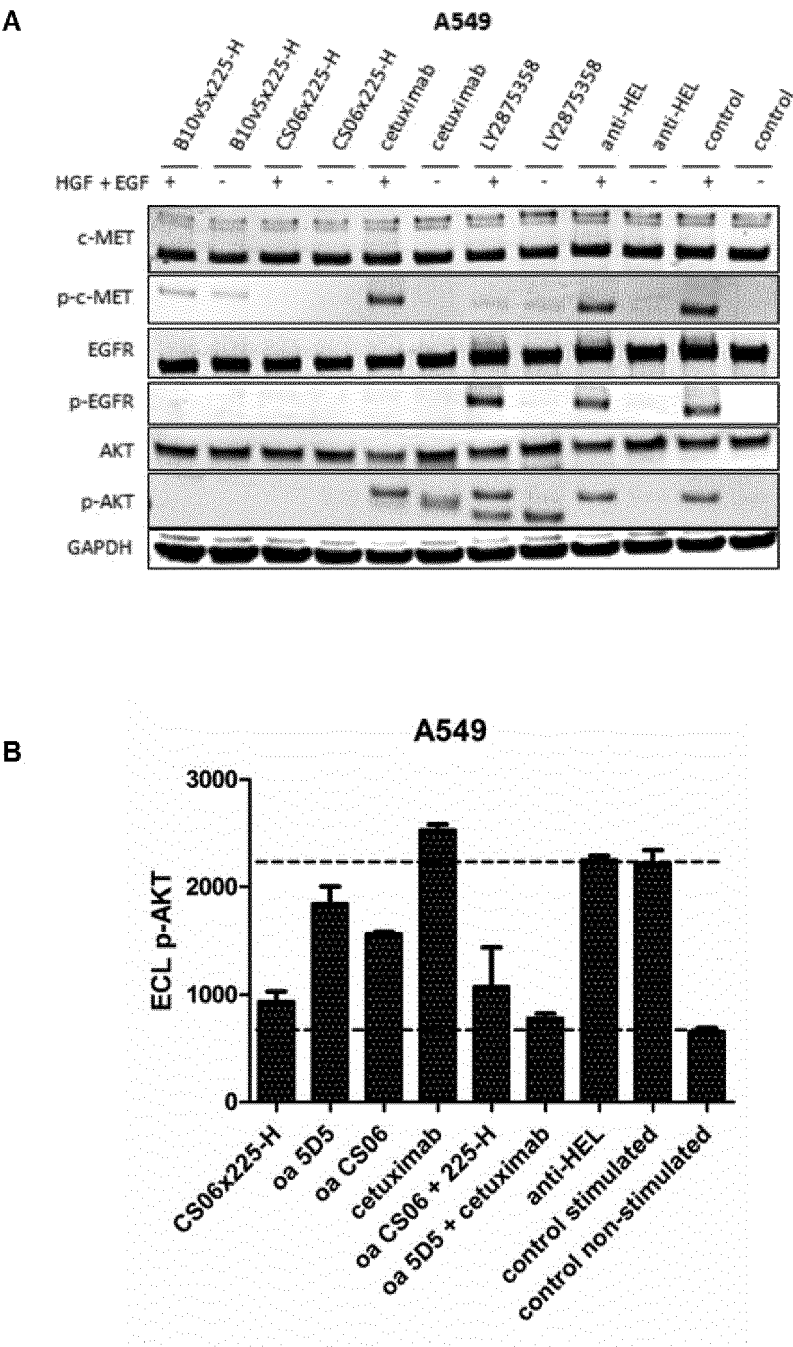 A
A549
B10v5x225-H
B10v5x225-H
CS06x225-H
CS06x225-H
cetuximab
cetuximab
LY2875358
LY2875358
anti-HEL
anti-HEL
control
control
HGF + EGF + - + - + - + - + - + -
c-MET
p-c-MET
EGFR
p-EGFR
AKT
p-AKT
GAPDH
B
A549
ECL p-AKT
3000
2000
1000
0
CS06x225-H
oa 5D5
oa CS06
cetuximab
oa CS06 + 225-H
oa 5D5 + cetuximab
anti-HEL
control stimulated
control non-stimulated